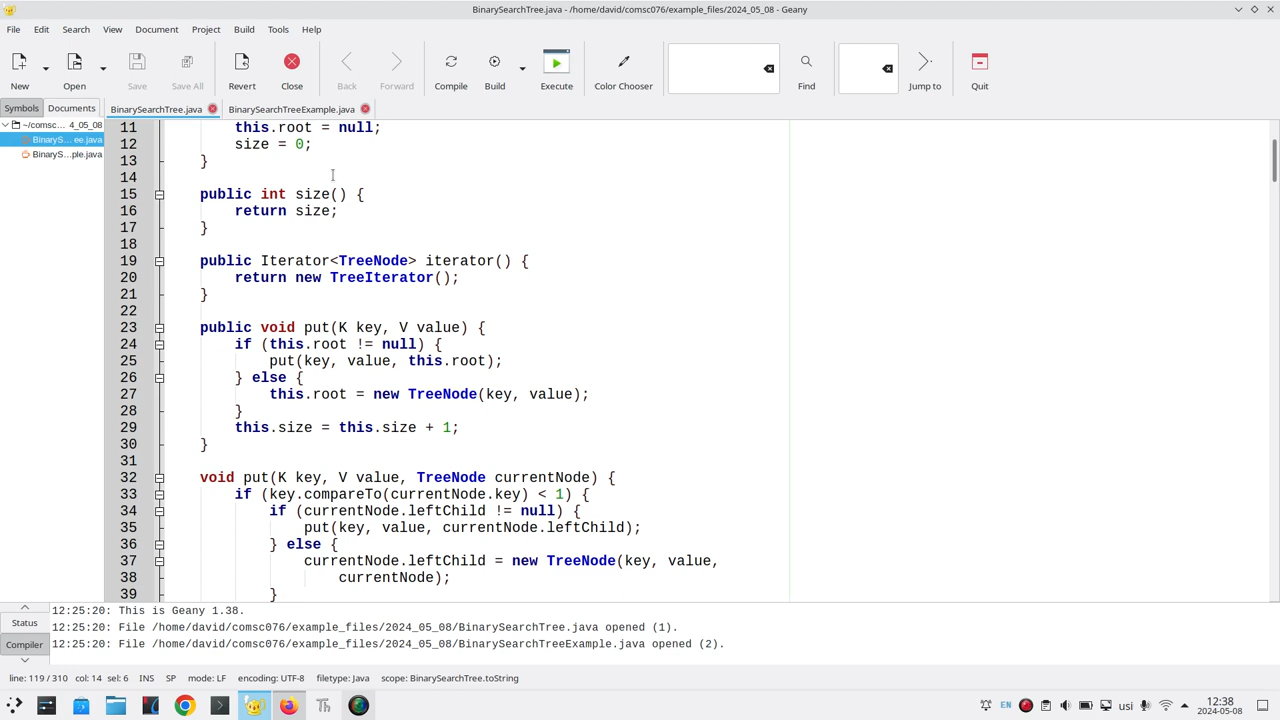 BinarySearchTree.java - /home/david/comsc076/example_files/2024_05_08/ - Geany
File Edit Search View Document Project Build Tools Help
New Open Save Save All Revert Close Back Forward Compile Build Execute Color Chooser Find Jump to Quit
Symbols Documents BinarySearchTree.java BinarySearchTreeExample.java
~/comsc... 4_05_08
BinaryS... ee.java
BinaryS...ple.java
11 this.root = null;
12 size = 0;
13 }
14
15 public int size() {
16 return size;
17 }
18
19 public Iterator<TreeNode> iterator() {
20 return new TreeIterator();
21 }
22
23 public void put(K key, V value) {
24 if (this.root != null) {
25 put(key, value, this.root);
26 } else {
27 this.root = new TreeNode(key, value);
28 }
29 this.size = this.size + 1;
30 }
31
32 void put(K key, V value, TreeNode currentNode) {
33 if (key.compareTo(currentNode.key) < 1) {
34 if (currentNode.leftChild != null) {
35 put(key, value, currentNode.leftChild);
36 } else {
37 currentNode.leftChild = new TreeNode(key, value,
38 currentNode);
39 }
Status
Compiler
12:25:20: This is Geany 1.38.
12:25:20: File /home/david/comsc076/example_files/2024_05_08/BinarySearchTree.java opened (1).
12:25:20: File /home/david/comsc076/example_files/2024_05_08/BinarySearchTreeExample.java opened (2).
line: 119 / 310 col: 14 sel: 6 INS SP mode: LF encoding: UTF-8 filetype: Java scope: BinarySearchTree.toString
Th EN usi 12:38
2024-05-08